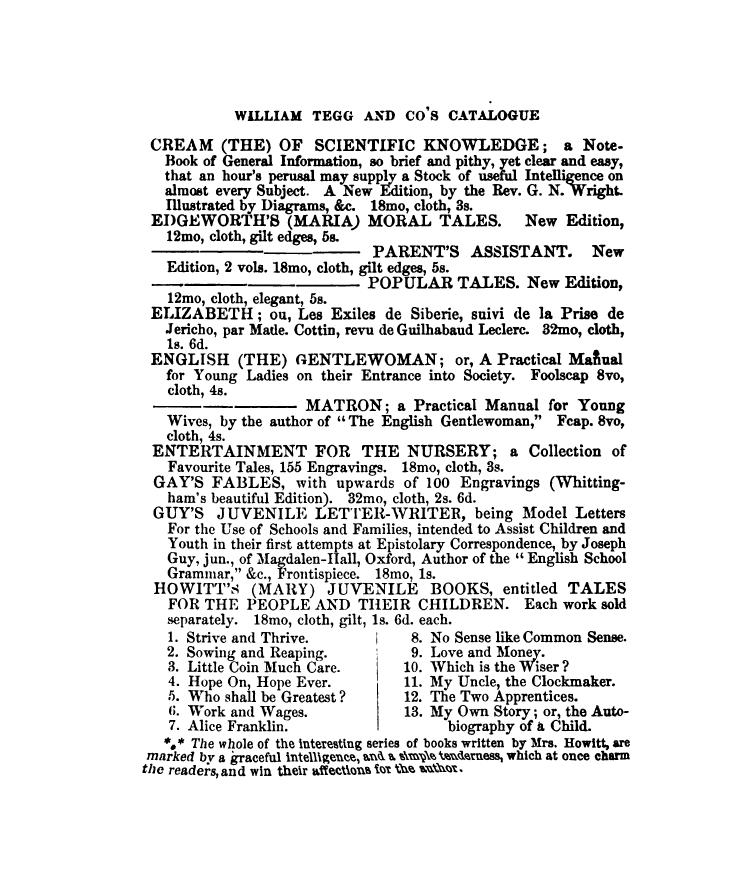 WILLIAM TEGG AND CO'S CATALOGUE
CREAM (THE) OF SCIENTIFIC KNOWLEDGE; a Note-
Book of General Information, so brief and pithy, yet clear and easy,
that an hour's perusal may supply a Stock of useful Intelligence on
almost every Subject. A New Edition, by the Rev. G. N. Wright.
Illustrated by Diagrams, &c. 18mo, cloth, 3s.
EDGEWORTH'S (MARIA) MORAL TALES. New Edition,
12mo, cloth, gilt edges, 5s.
———————— PARENT'S ASSISTANT. New
Edition, 2 vols. 18mo, cloth, gilt edges, 5s.
———————— POPULAR TALES. New Edition,
12mo, cloth, elegant, 5s.
ELIZABETH; ou, Les Exiles de Siberie, suivi de la Prise de
Jericho, par Made. Cottin, revu de Guilhabaud Leclerc. 32mo, cloth,
1s. 6d.
ENGLISH (THE) GENTLEWOMAN; or, A Practical Manual
for Young Ladies on their Entrance into Society. Foolscap 8vo,
cloth, 4s.
—————— MATRON; a Practical Manual for Young
Wives, by the author of "The English Gentlewoman," Fcap. 8vo,
cloth, 4s.
ENTERTAINMENT FOR THE NURSERY; a Collection of
Favourite Tales, 155 Engravings. 18mo, cloth, 3s.
GAY'S FABLES, with upwards of 100 Engravings (Whitting-
ham's beautiful Edition). 32mo, cloth, 2s. 6d.
GUY'S JUVENILE LETTER-WRITER, being Model Letters
For the Use of Schools and Families, intended to Assist Children and
Youth in their first attempts at Epistolary Correspondence, by Joseph
Guy, jun., of Magdalen-Hall, Oxford, Author of the "English School
Grammar," &c., Frontispiece. 18mo, 1s.
HOWITT'S (MARY) JUVENILE BOOKS, entitled TALES
FOR THE PEOPLE AND THEIR CHILDREN. Each work sold
separately. 18mo, cloth, gilt, 1s. 6d. each.
1. Strive and Thrive.
2. Sowing and Reaping.
3. Little Coin Much Care.
4. Hope On, Hope Ever.
5. Who shall be Greatest?
6. Work and Wages.
7. Alice Franklin.
8. No Sense like Common Sense.
9. Love and Money.
10. Which is the Wiser?
11. My Uncle, the Clockmaker.
12. The Two Apprentices.
13. My Own Story; or, the Auto-
biography of a Child.
*** The whole of the interesting series of books written by Mrs. Howitt, are
marked by a graceful intelligence, and a simple tenderness, which at once charm
the readers, and win their affections for the author.